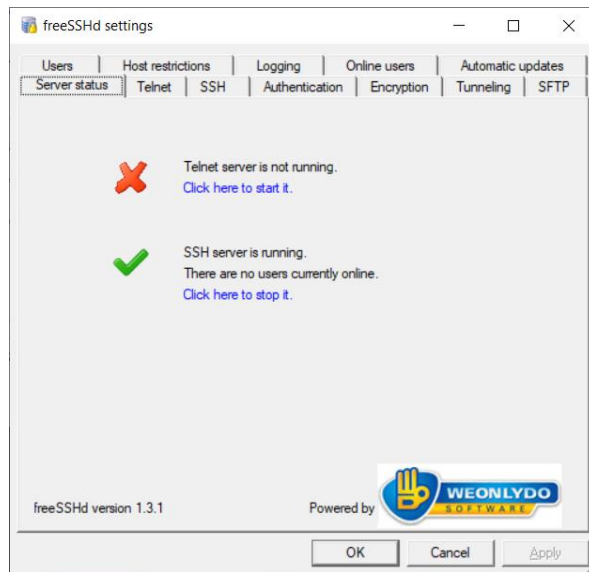 freeSSHd settings
Users
Host restrictions
Logging
Online users
Automatic updates
Server status
Telnet
SSH
Authentication
Encryption
Tunneling
SFTP
Telnet server is not running.
Click here to start it.
SSH server is running.
There are no users currently online.
Click here to stop it.
freeSSHd version 1.3.1
Powered by
WEONLYDO
SOFTWARE
OK
Cancel
Apply